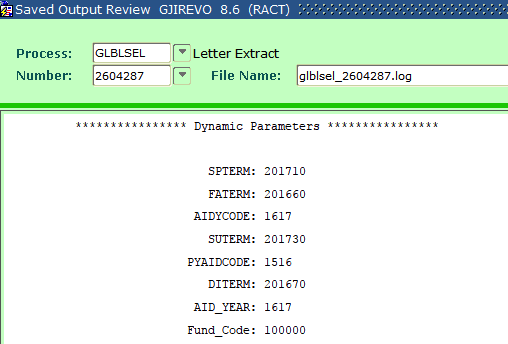 Saved Output Review GJIREVO 8.6 (RACT)
Process: GLBLSEL Letter Extract
Number: 2604287 File Name: glblsel_2604287.log
**************** Dynamic Parameters ****************
SPTERM: 201710
FATERM: 201660
AIDYCODE: 1617
SUTERM: 201730
PYAIDCODE: 1516
DITERM: 201670
AID_YEAR: 1617
Fund_Code: 100000